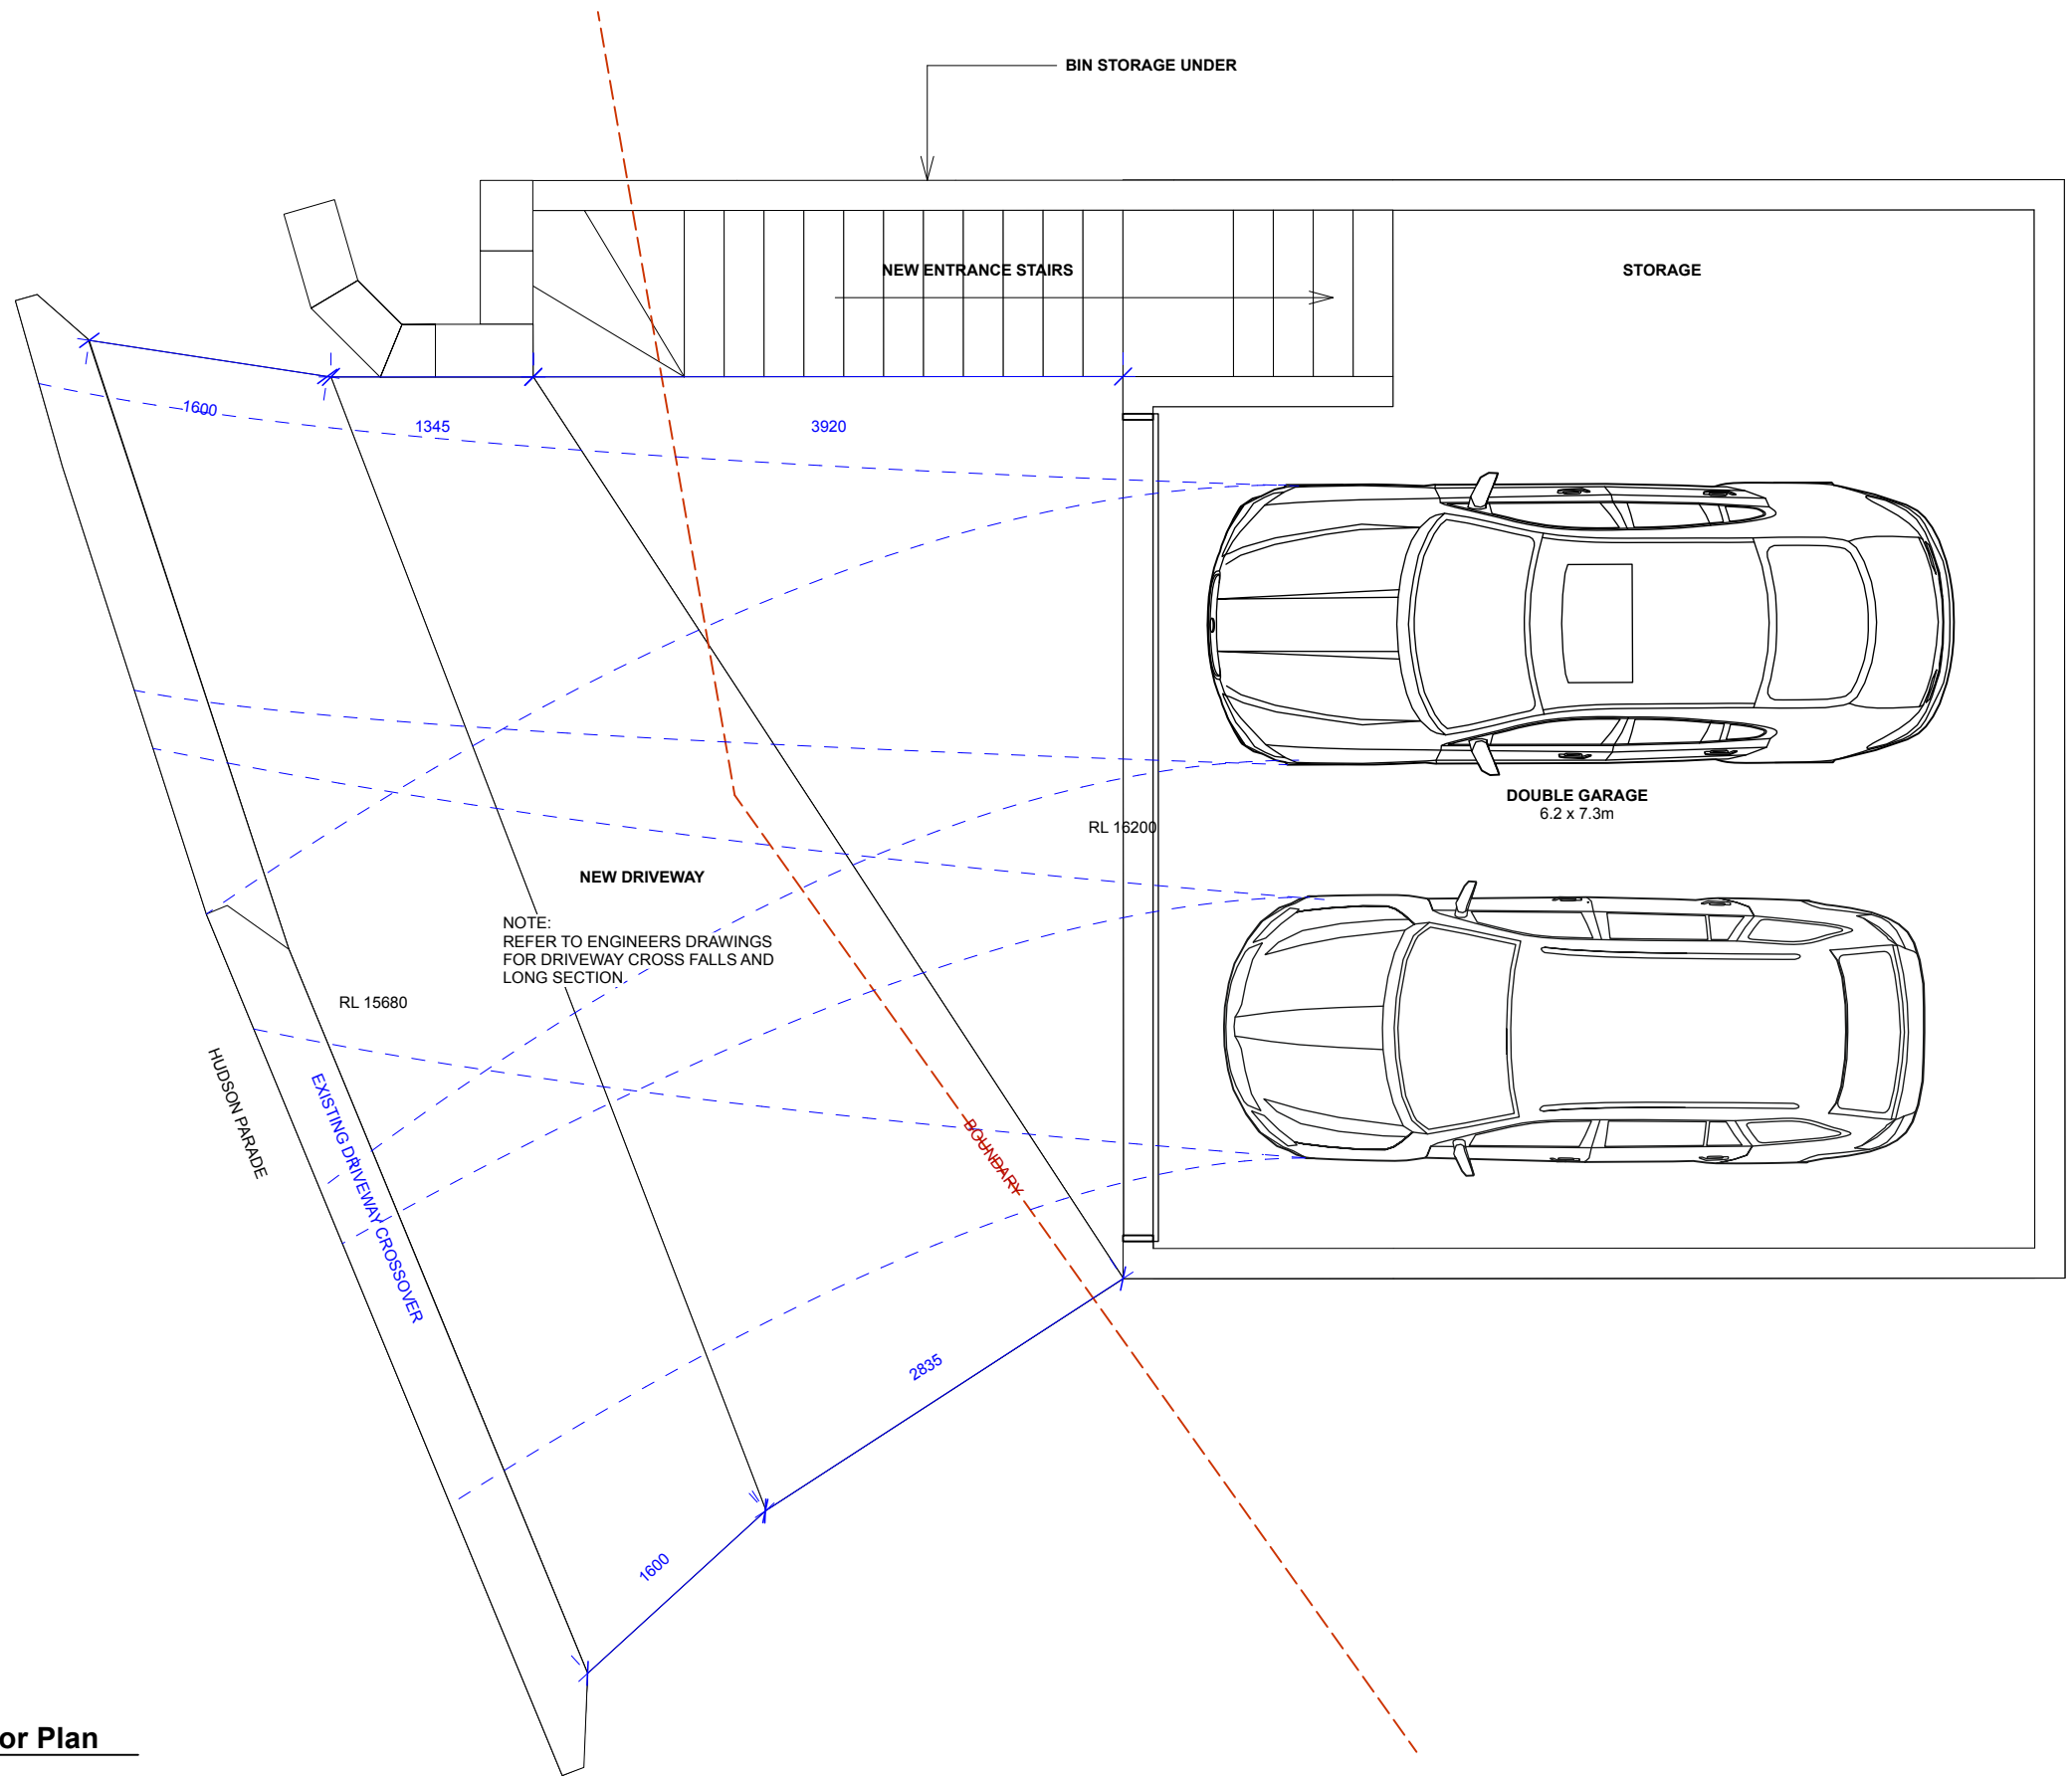 BIN STORAGE UNDER
NEW ENTRANCE STAIRS
STORAGE
1600
1345
3920
DOUBLE GARAGE
6.2 x 7.3m
RL 16200
NEW DRIVEWAY
NOTE:
REFER TO ENGINEERS DRAWINGS
FOR DRIVEWAY CROSS FALLS AND
LONG SECTION.
RL 15680
HUDSON PARADE
EXISTING DRIVEWAY CROSSOVER
BOUNDARY
2835
1600
or Plan